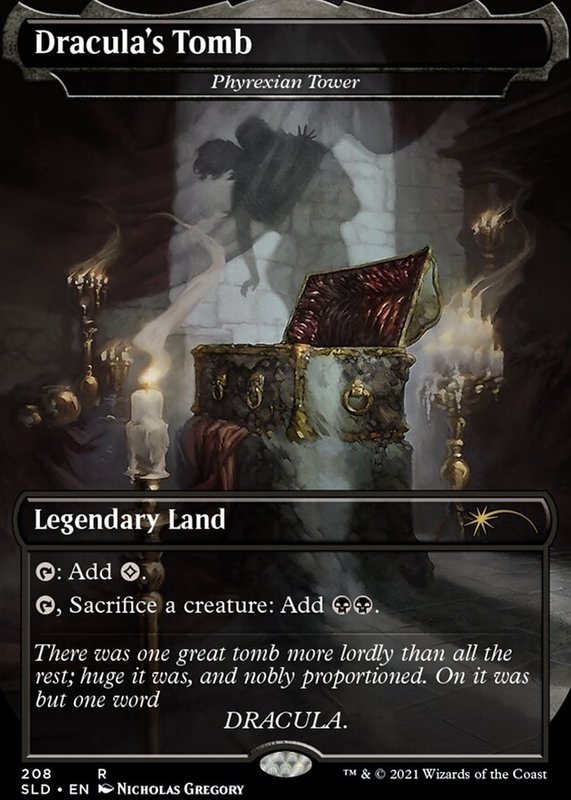 Dracula's Tomb
Phyrexian Tower
Legendary Land
: Add .
, Sacrifice a creature: Add .
There was one great tomb more lordly than all the
rest; huge it was, and nobly proportioned. On it was
but one word
DRACULA.
208 R
SLD • EN Nicholas Gregory
™ & © 2021 Wizards of the Coast